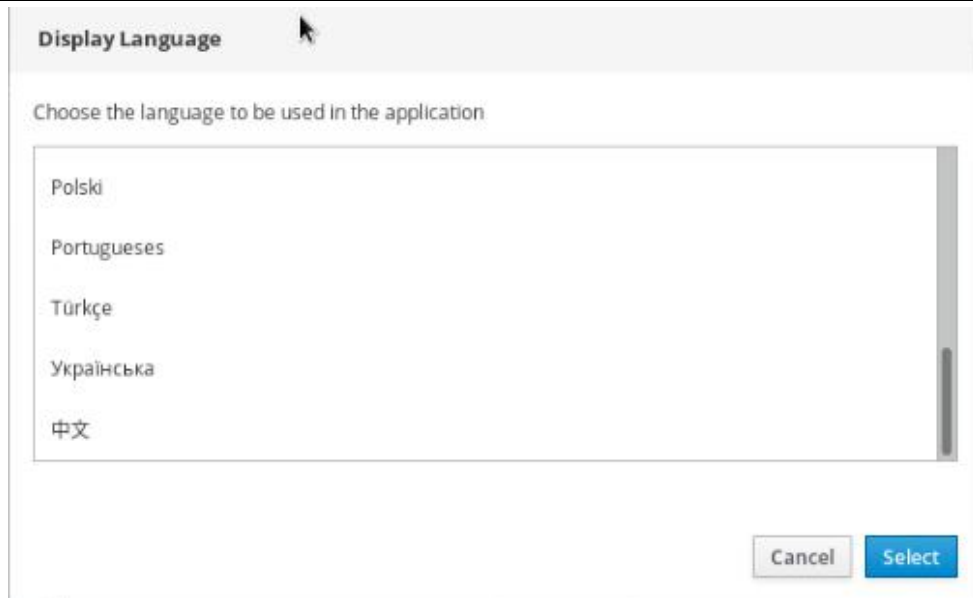 Display Language
Choose the language to be used in the application
Polski
Portugueses
Türkçe
Українська
中文
Cancel
Select